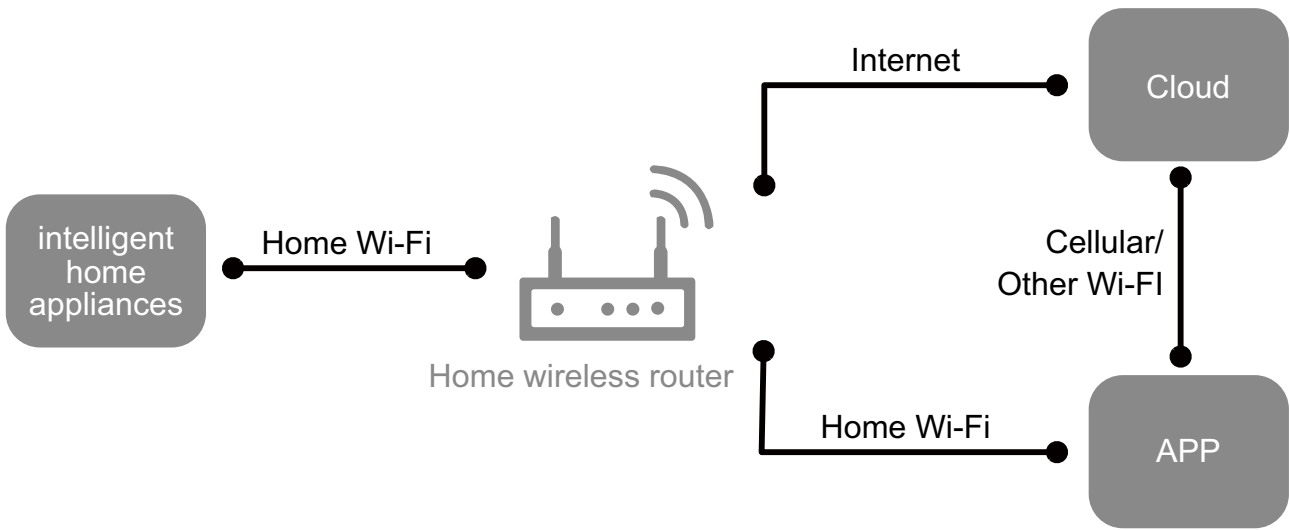 Internet
Cloud
intelligent
home
appliances
Home Wi-Fi
Cellular/
Other Wi-FI
Home wireless router
Home Wi-Fi
APP